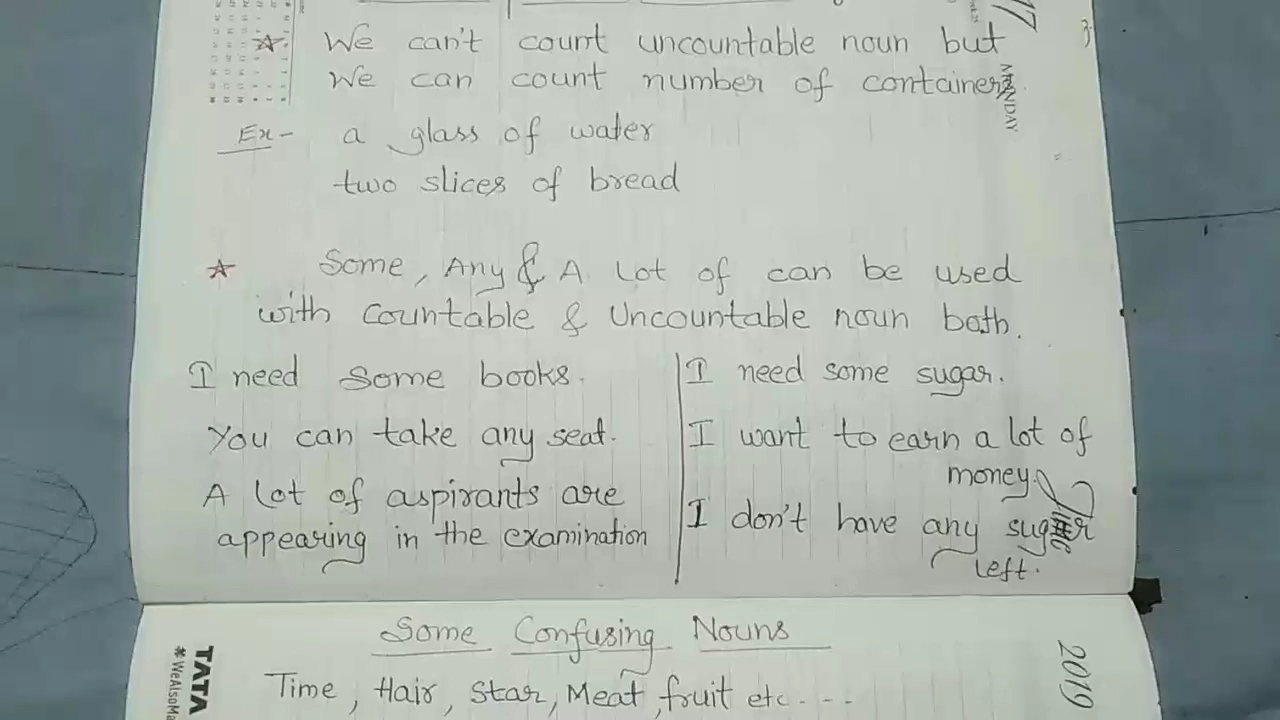 17
MONDAY
☆ We can't count uncountable noun but
We can count number of containers.
Ex- a glass of water
two slices of bread
☆ Some, Any & A lot of can be used
with countable & Uncountable noun both.
I need some books.
You can take any seat.
A lot of aspirants are
appearing in the examination
I need some sugar.
I want to earn a lot of
money.
I don't have any sugar
left.
Some Confusing Nouns
Time, Hair, Star, Meat, fruit etc. - - -
2019
TATA